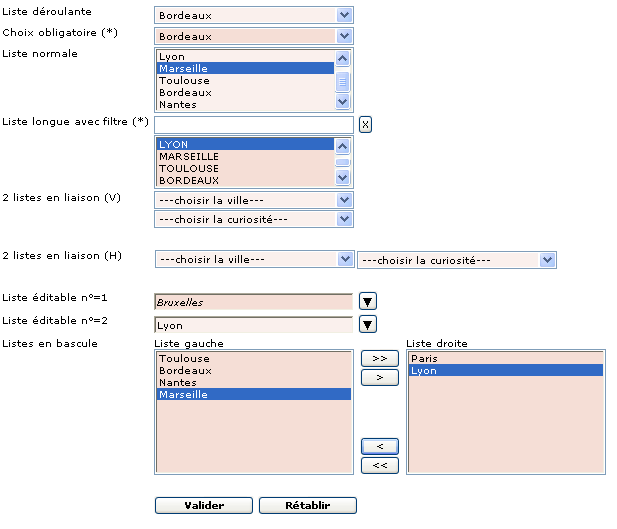 Liste déroulante Bordeaux
Choix obligatoire (*) Bordeaux
Liste normale Lyon
Marseille
Toulouse
Bordeaux
Nantes
Liste longue avec filtre (*) X
LYON
MARSEILLE
TOULOUSE
BORDEAUX
2 listes en liaison (V) ---choisir la ville---
---choisir la curiosité---
2 listes en liaison (H) ---choisir la ville--- ---choisir la curiosité---
Liste éditable n°=1 Bruxelles ▼
Liste éditable n°=2 Lyon ▼
Listes en bascule Liste gauche Liste droite
Toulouse >> Paris
Bordeaux > Lyon
Nantes
Marseille
<
<<
Valider Rétablir